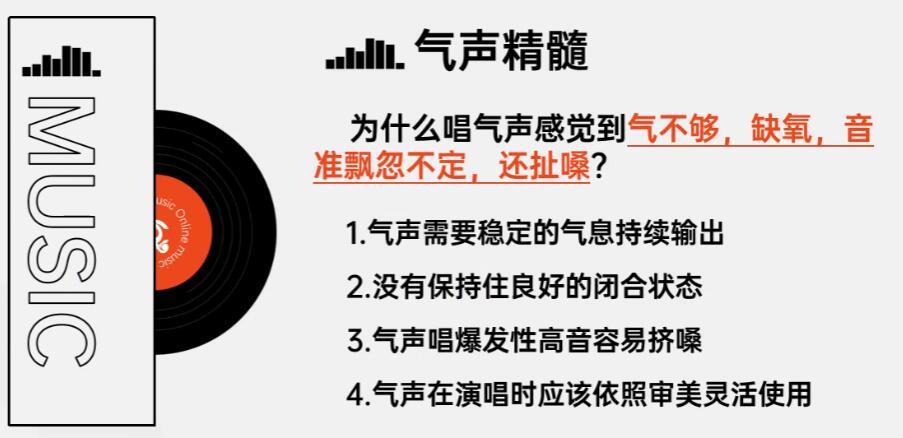 MUSIC
usic Online music
气声精髓
为什么唱气声感觉到气不够，缺氧，音
准飘忽不定，还扯嗓？
1.气声需要稳定的气息持续输出
2.没有保持住良好的闭合状态
3.气声唱爆发性高音容易挤嗓
4.气声在演唱时应该依照审美灵活使用